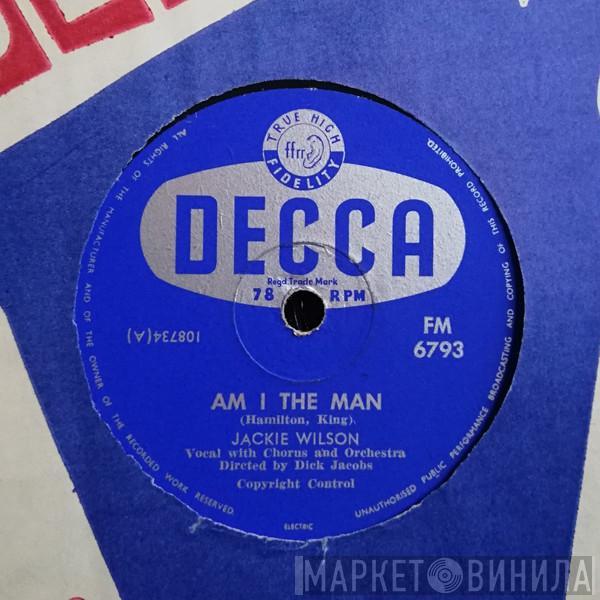 TRUE HIGH
ffrr
FIDELITY
DECCA
Regd. Trade Mark
78 RPM
108734(A)
FM
6793
AM I THE MAN
(Hamilton, King).
JACKIE WILSON
Vocal with Chorus and Orchestra
Directed by Dick Jacobs
Copyright Control
ELECTRIC
ALL RIGHTS OF THE MANUFACTURER AND OF THE OWNER OF THE RECORDED WORK RESERVED.
UNAUTHORISED PUBLIC PERFORMANCE BROADCASTING AND COPYING OF THIS RECORD PROHIBITED.
МАРКЕТ ВИНИЛА